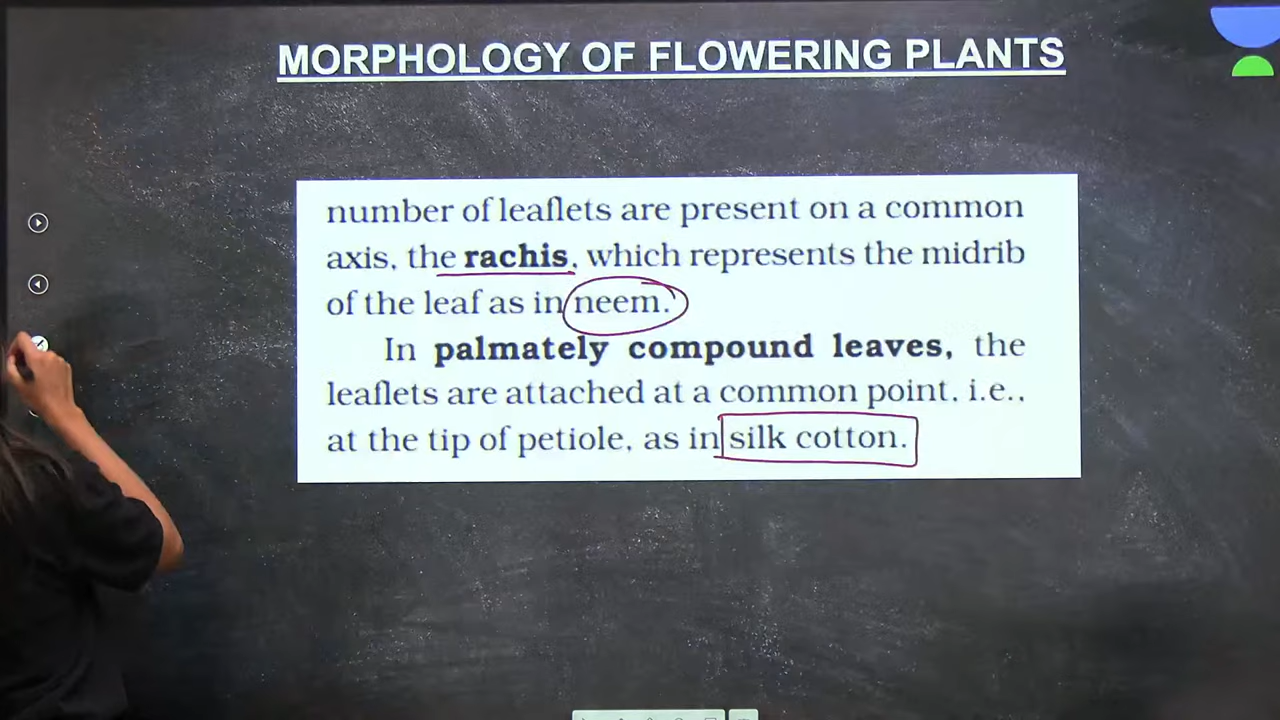 MORPHOLOGY OF FLOWERING PLANTS
number of leaflets are present on a common
axis, the rachis, which represents the midrib
of the leaf as in neem.
In palmately compound leaves, the
leaflets are attached at a common point, i.e.,
at the tip of petiole, as in silk cotton.